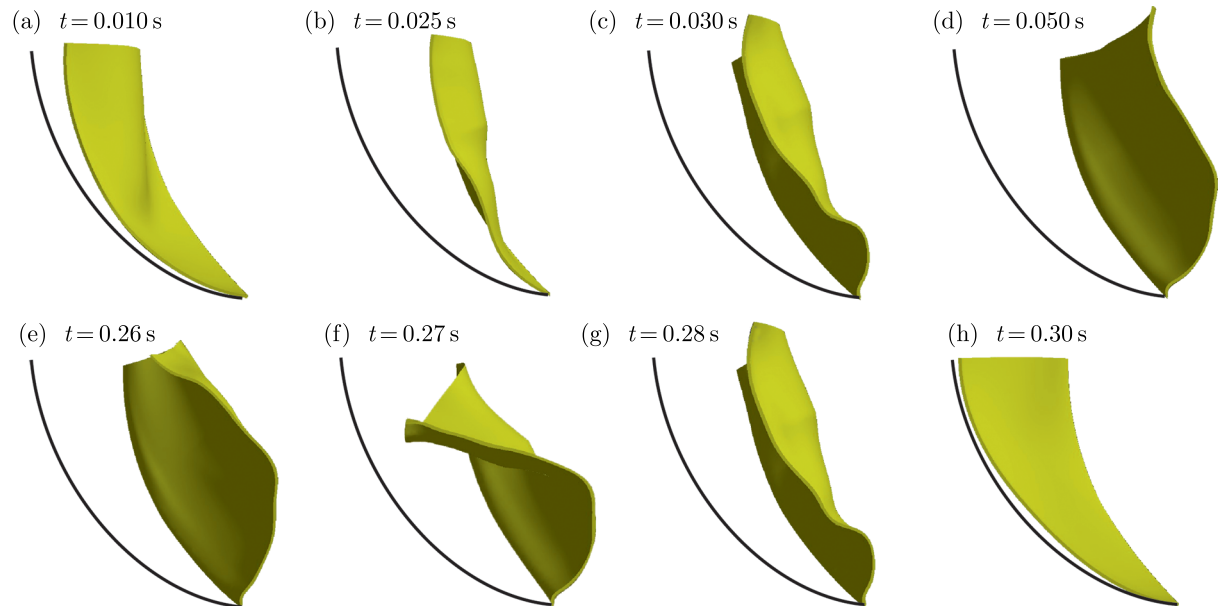 (a) t = 0.010 s
(b) t = 0.025 s
(c) t = 0.030 s
(d) t = 0.050 s
(e) t = 0.26 s
(f) t = 0.27 s
(g) t = 0.28 s
(h) t = 0.30 s